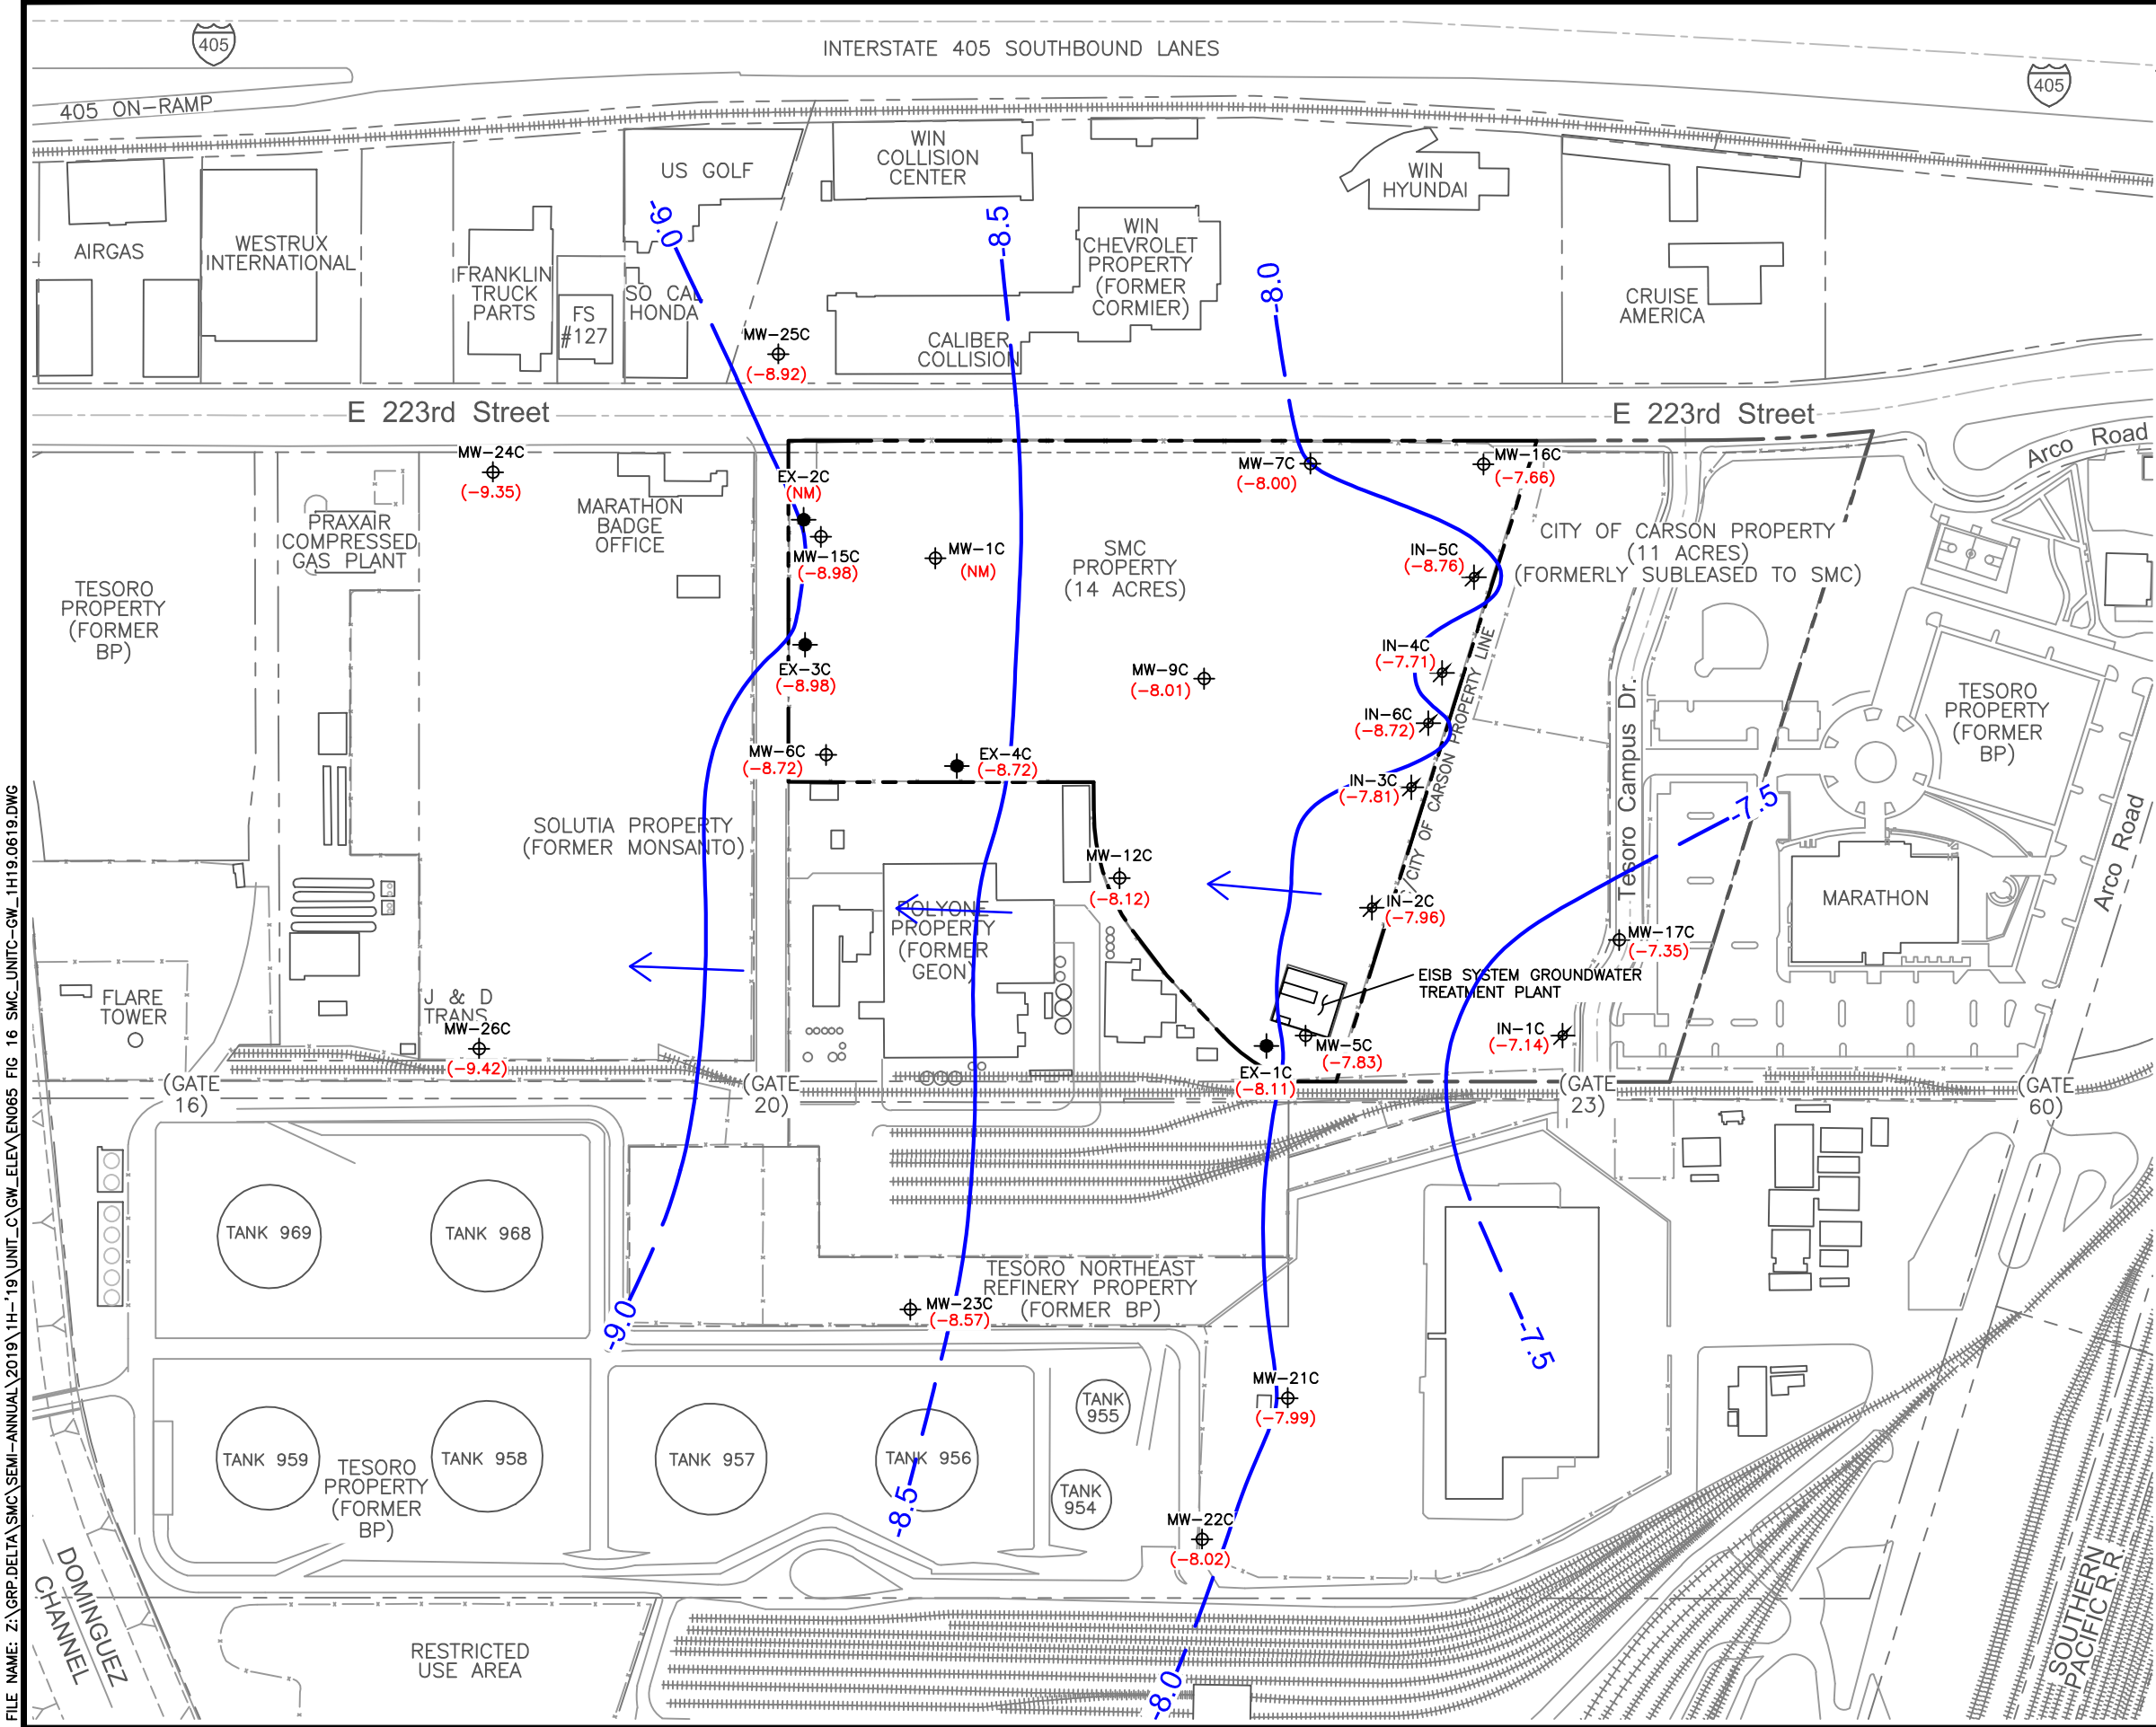 INTERSTATE 405 SOUTHBOUND LANES
405
405
405 ON-RAMP
AIRGAS
WESTRUX
INTERNATIONAL
FRANKLIN
TRUCK
PARTS
FS
#127
SO CAL
HONDA
US GOLF
WIN
COLLISION
CENTER
WIN
CHEVROLET
PROPERTY
(FORMER
CORMIER)
CALIBER
COLLISION
WIN
HYUNDAI
CRUISE
AMERICA
-9.0
-8.5
-8.0
MW-25C
(-8.92)
E 223rd Street
E 223rd Street
Arco Road
MW-24C
(-9.35)
PRAXAIR
COMPRESSED
GAS PLANT
MARATHON
BADGE
OFFICE
EX-2C
(NM)
MW-15C
(-8.98)
MW-1C
(NM)
SMC
PROPERTY
(14 ACRES)
MW-7C
(-8.00)
MW-16C
(-7.66)
IN-5C
(-8.76)
CITY OF CARSON PROPERTY
(11 ACRES)
(FORMERLY SUBLEASED TO SMC)
TESORO
PROPERTY
(FORMER
BP)
EX-3C
(-8.98)
MW-9C
(-8.01)
IN-4C
(-7.71)
IN-6C
(-8.72)
CITY OF CARSON PROPERTY LINE
Tesoro Campus Dr.
TESORO
PROPERTY
(FORMER
BP)
MW-6C
(-8.72)
EX-4C
(-8.72)
IN-3C
(-7.81)
-7.5
Arco Road
SOLUTIA PROPERTY
(FORMER MONSANTO)
MW-12C
(-8.12)
IN-2C
(-7.96)
MARATHON
POLYONE
PROPERTY
(FORMER
GEON)
MW-17C
(-7.35)
EISB SYSTEM GROUNDWATER
TREATMENT PLANT
FLARE
TOWER
J & D
TRANS.
MW-26C
(-9.42)
MW-5C
(-7.83)
IN-1C
(-7.14)
EX-1C
(-8.11)
(GATE
16)
(GATE
20)
(GATE
23)
(GATE
60)
TANK 969
TANK 968
TESORO NORTHEAST
REFINERY PROPERTY
(FORMER BP)
MW-23C
(-8.57)
-9.0
-7.5
MW-21C
(-7.99)
TANK
955
TANK 959
TANK 958
TANK 957
TANK 956
TESORO
PROPERTY
(FORMER
BP)
TANK
954
-8.5
MW-22C
(-8.02)
DOMINGUEZ
CHANNEL
RESTRICTED
USE AREA
-8.0
SOUTHERN
PACIFIC R.R.
FILE NAME: Z:\GRP.DELTA\SMC\SEMI-ANNUAL\2019\1H-'19\UNIT_C\GW_ELEV\EN065 FIG 16 SMC_UNITC-GW_1H19.0619.DWG